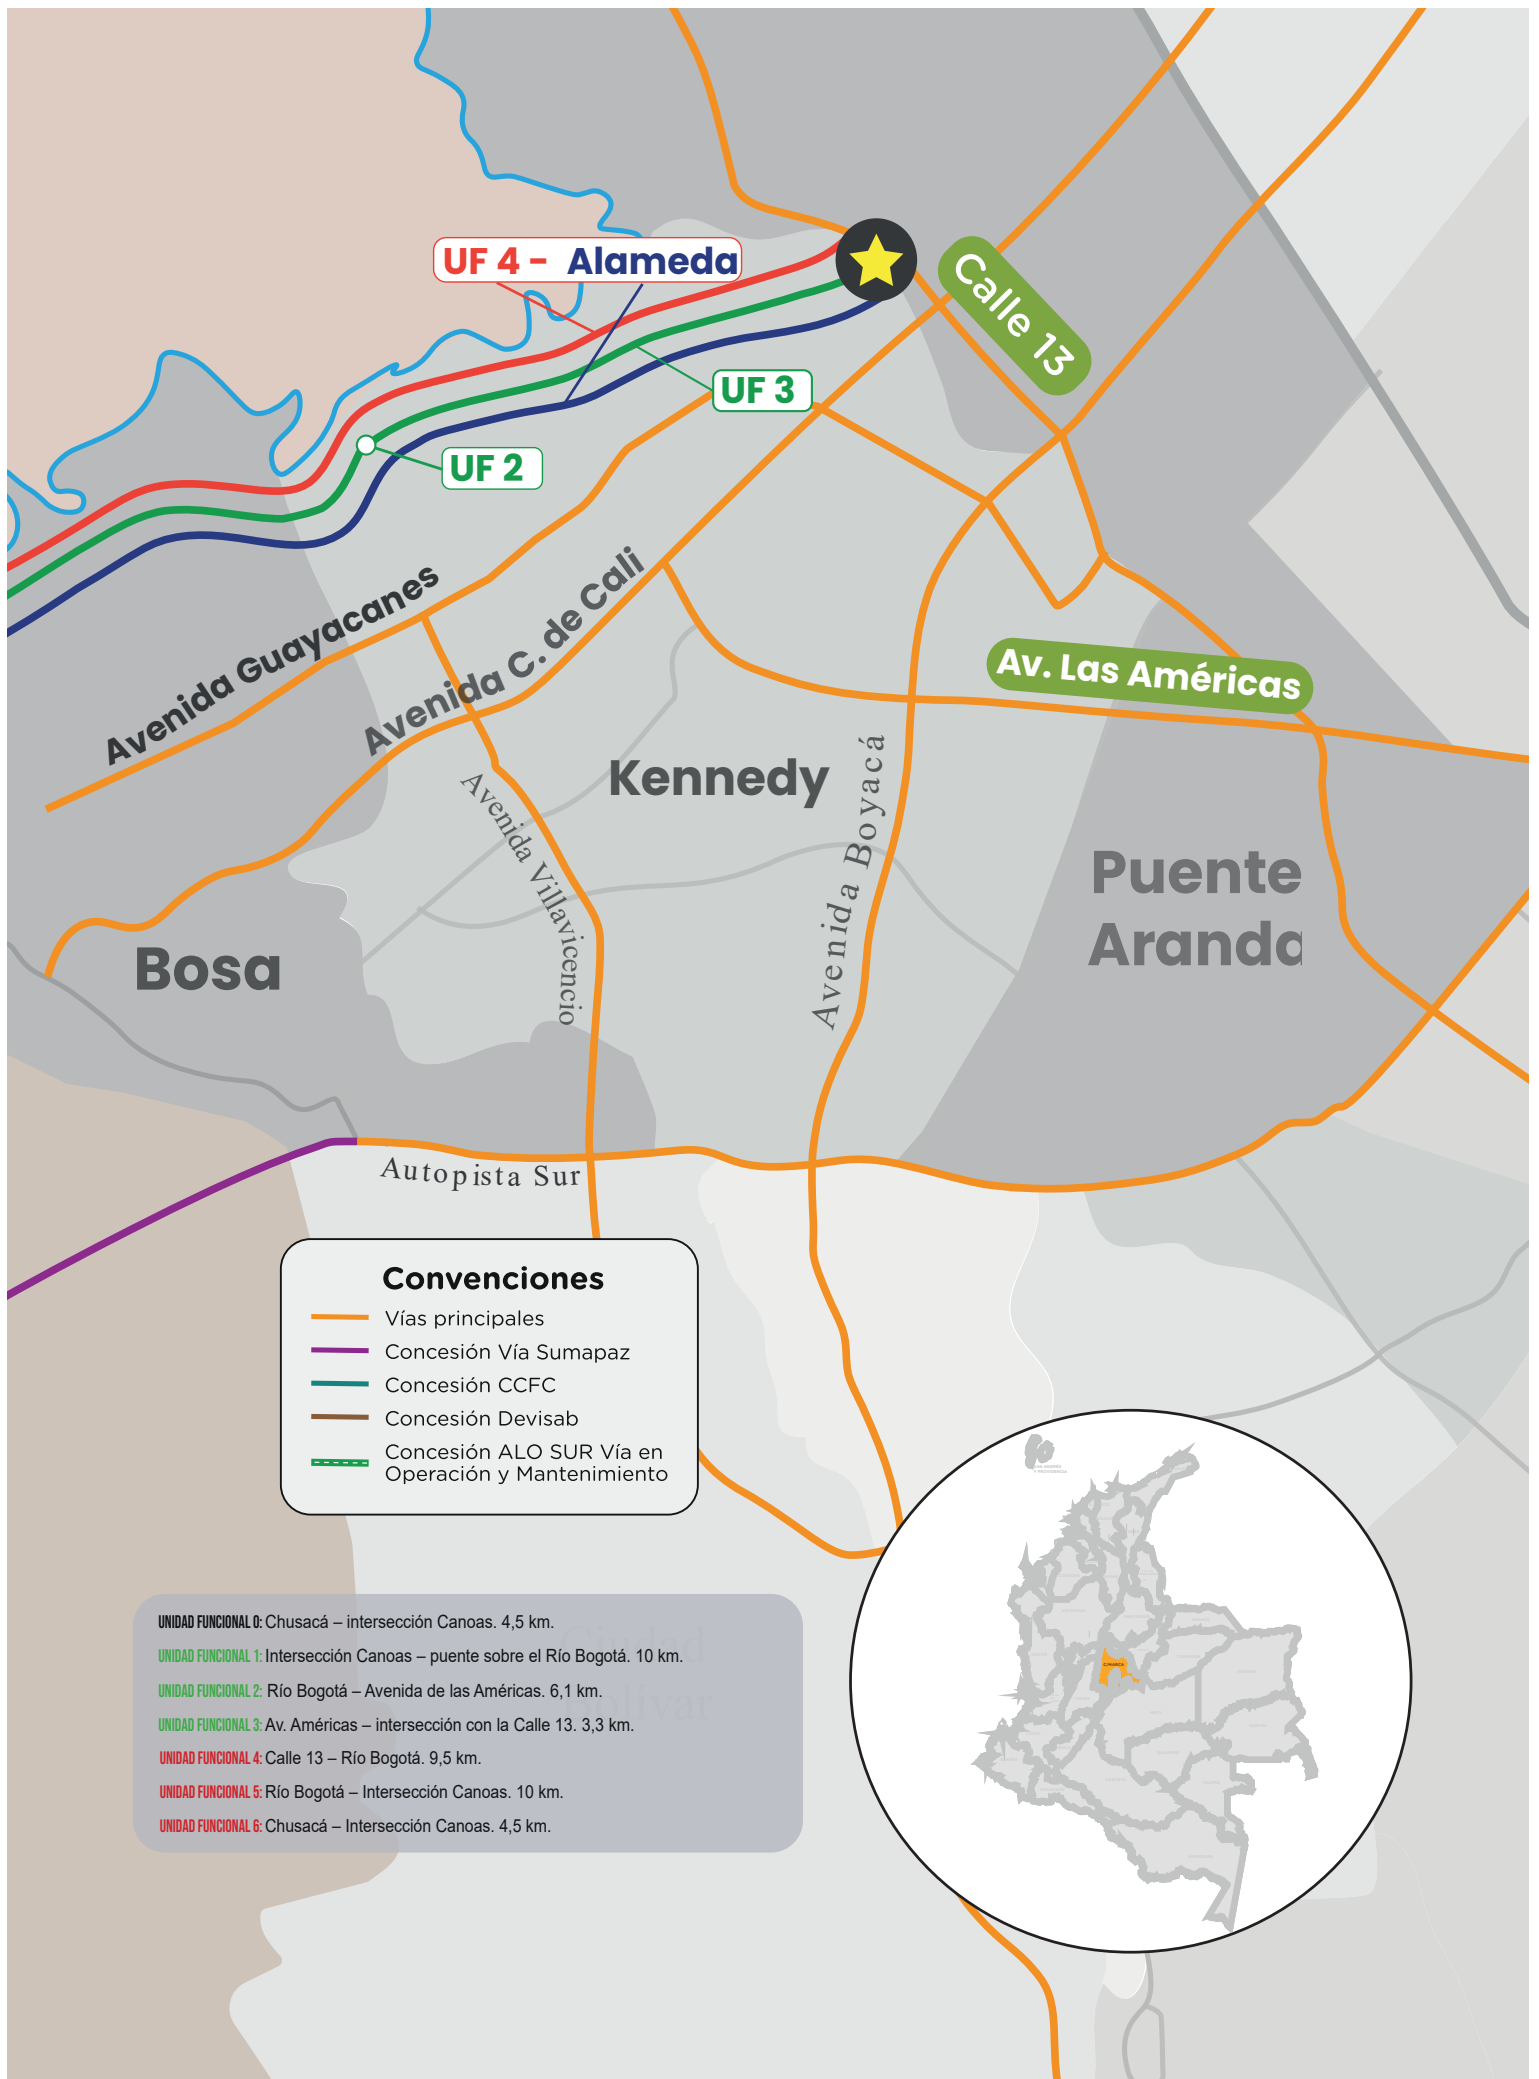 UF 4 - Alameda
Calle 13
UF 3
UF 2
Avenida Guayacanes
Avenida C. de Cali
Av. Las Américas
Kennedy
Avenida Boyacá
Avenida Villavicencio
Puente
Aranda
Bosa
Autopista Sur
Convenciones
Vías principales
Concesión Vía Sumapaz
Concesión CCFC
Concesión Devisab
Concesión ALO SUR Vía en
Operación y Mantenimiento
Ciudad
Bolívar
UNIDAD FUNCIONAL 0: Chusacá – intersección Canoas. 4,5 km.
UNIDAD FUNCIONAL 1: Intersección Canoas – puente sobre el Río Bogotá. 10 km.
UNIDAD FUNCIONAL 2: Río Bogotá – Avenida de las Américas. 6,1 km.
UNIDAD FUNCIONAL 3: Av. Américas – intersección con la Calle 13. 3,3 km.
UNIDAD FUNCIONAL 4: Calle 13 – Río Bogotá. 9,5 km.
UNIDAD FUNCIONAL 5: Río Bogotá – Intersección Canoas. 10 km.
UNIDAD FUNCIONAL 6: Chusacá – Intersección Canoas. 4,5 km.